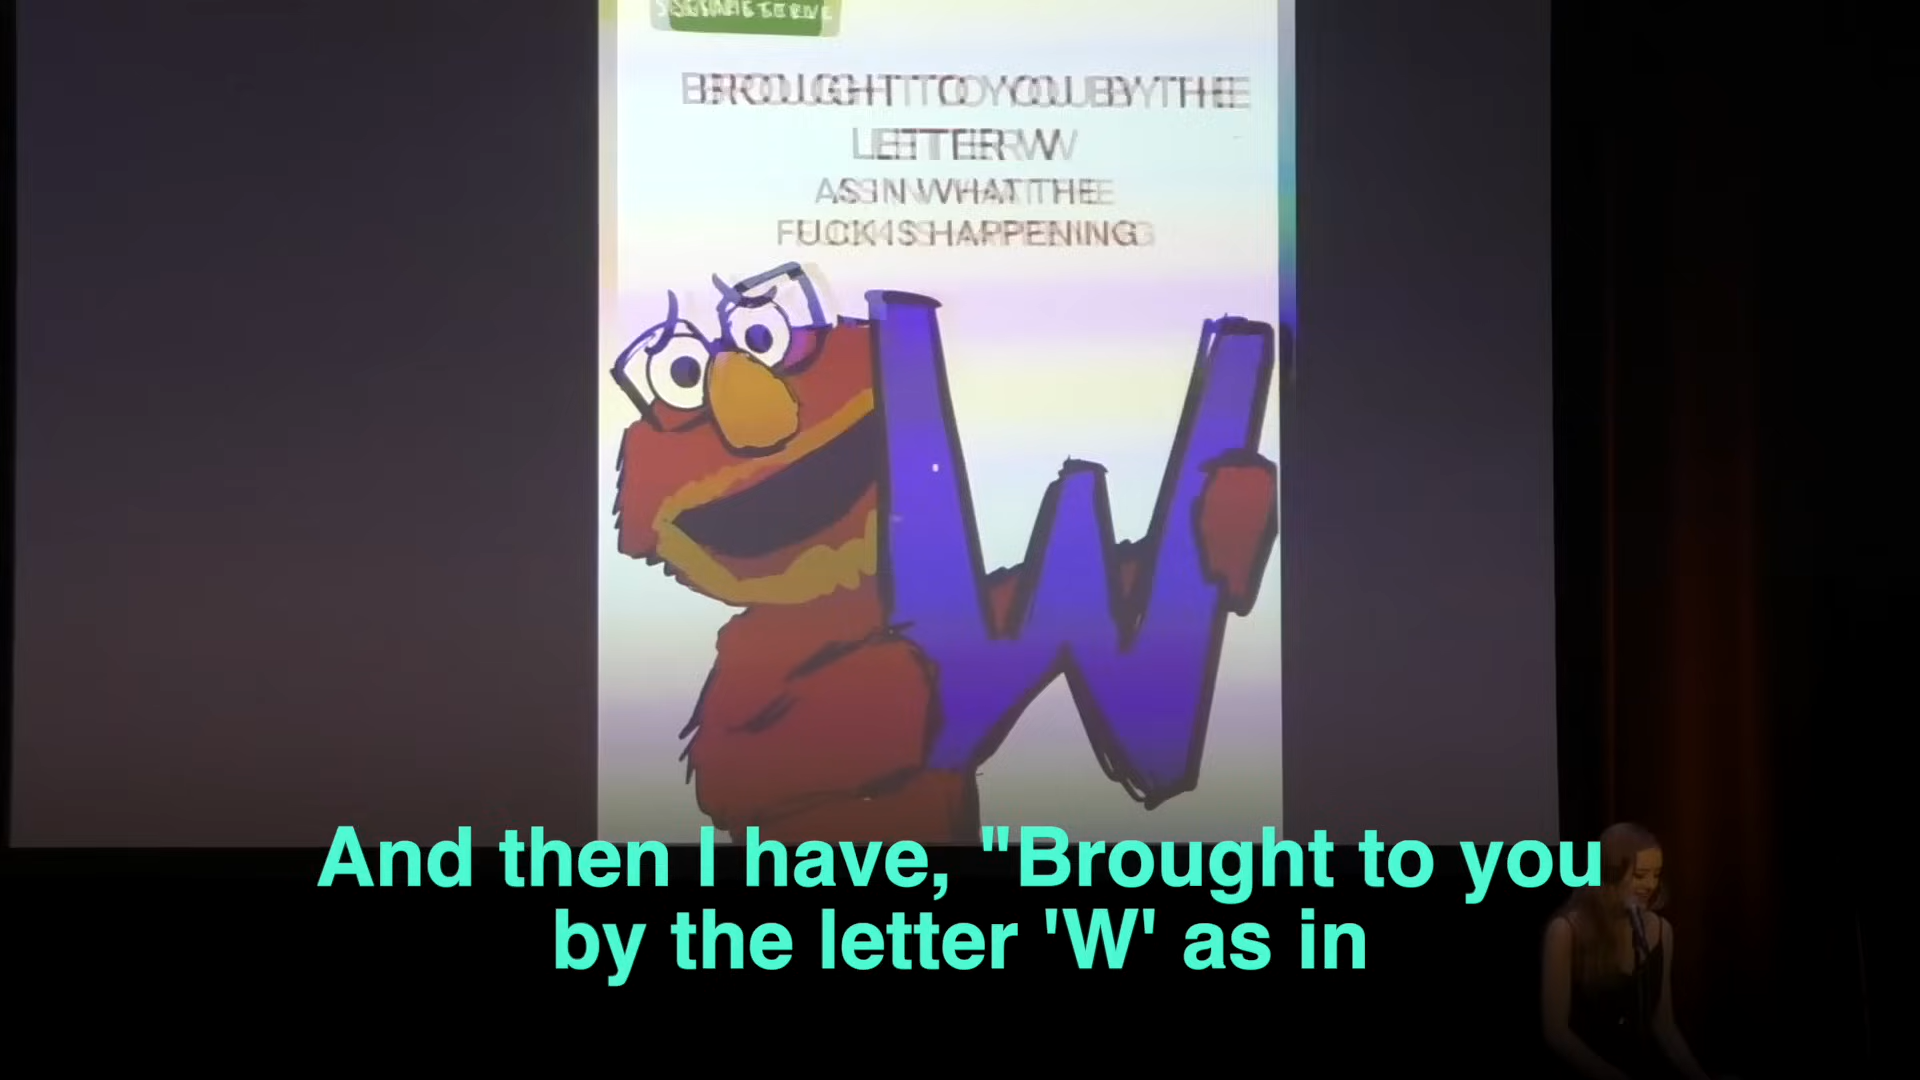 BROUGHT TO YOU BY THE
LETTER W
AS IN WHAT THE
FUCK IS HAPPENING
And then I have, "Brought to you
by the letter 'W' as in